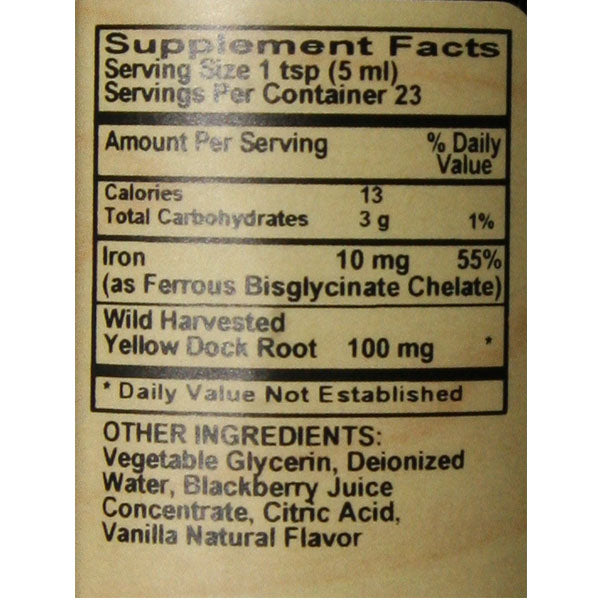 Supplement Facts
Serving Size 1 tsp (5 ml)
Servings Per Container 23
Amount Per Serving % Daily
Value
Calories 13
Total Carbohydrates 3 g 1%
Iron 10 mg 55%
(as Ferrous Bisglycinate Chelate)
Wild Harvested
Yellow Dock Root 100 mg *
* Daily Value Not Established
OTHER INGREDIENTS:
Vegetable Glycerin, Deionized
Water, Blackberry Juice
Concentrate, Citric Acid,
Vanilla Natural Flavor